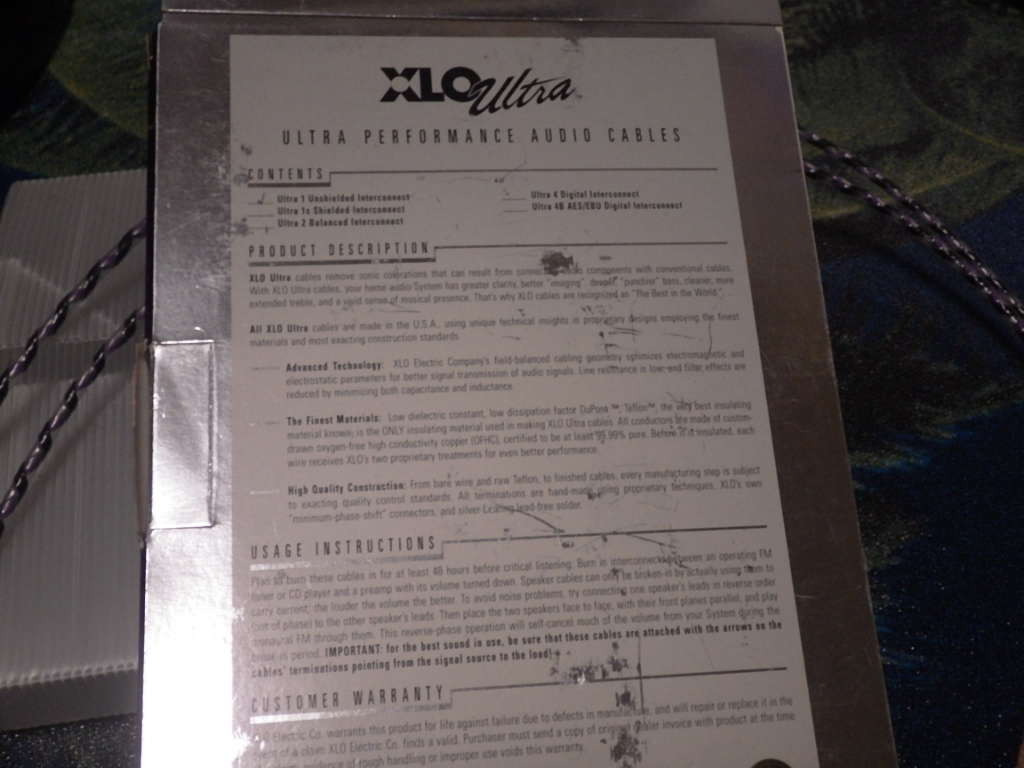 XLO Ultra
ULTRA PERFORMANCE AUDIO CABLES
CONTENTS
Ultra 1 Unshielded Interconnect
Ultra 1s Shielded Interconnect
Ultra 2 Balanced Interconnect
Ultra 4 Digital Interconnect
Ultra 4B AES/EBU Digital Interconnect
PRODUCT DESCRIPTION
XLO Ultra cables remove sonic colorations that can result from components with conventional cables.
With XLO Ultra cables, your home audio System has greater clarity, better "imaging", deeper, "punchier" bass, cleaner, more
extended treble, and a vivid sense of musical presence. That's why XLO cables are recognized as "The Best in the World."
All XLO Ultra cables are made in the U.S.A., using unique technical insights in proprietary designs employing the finest
materials and most exacting construction standards.
Advanced Technology: XLO Electric Company's field-balanced cabling geometry optimizes electromagnetic and
electrostatic parameters for better signal transmission of audio signals. Line resistance is low, and filter effects are
reduced by minimizing both capacitance and inductance.
The Finest Materials: Low dielectric constant, low dissipation factor DuPont ™ Teflon™, the very best insulating
material known, is the ONLY insulating material used in making XLO Ultra cables. All conductors are made of custom-
drawn oxygen-free high conductivity copper (OFHC), certified to be at least 99.99% pure. Before it is insulated, each
wire receives XLO's two proprietary treatments for even better performance.
High Quality Construction: From bare wire and raw Teflon, to finished cables, every manufacturing step is subject
to exacting quality control standards. All terminations are hand-made using proprietary techniques, XLO's own
"minimum-phase-shift" connectors, and silver-bearing lead-free solder.
USAGE INSTRUCTIONS
Plan to burn these cables in for at least 48 hours before critical listening. Burn in interconnects between an operating FM
tuner or CD player and a preamp with its volume turned down. Speaker cables can only be broken-in by actually using them to
carry current; the louder the volume the better. To avoid noise problems, try connecting one speaker's leads in reverse order
(out of phase) to the other speaker's leads. Then place the two speakers face to face, with their front planes parallel, and play
monaural FM through them. This reverse-phase operation will self-cancel much of the volume from your System during the
break-in period. IMPORTANT: for the best sound in use, be sure that these cables are attached with the arrows on the
cables' terminations pointing from the signal source to the load!
CUSTOMER WARRANTY
XLO Electric Co. warrants this product for life against failure due to defects in manufacture, and will repair or replace it in the
event of a claim XLO Electric Co. finds a valid. Purchaser must send a copy of original dealer invoice with product at the time
evidence of rough handling or improper use voids this warranty.